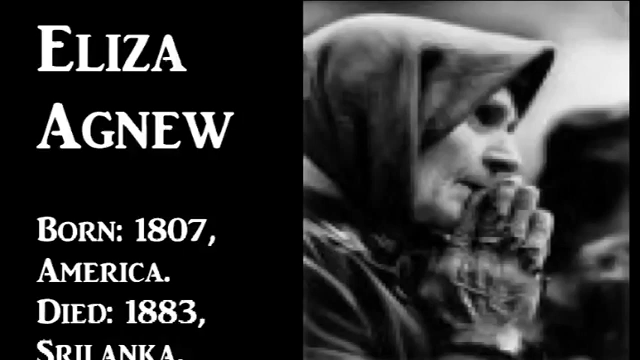 ELIZA
AGNEW
BORN: 1807,
AMERICA.
DIED: 1883,
SRILANKA.